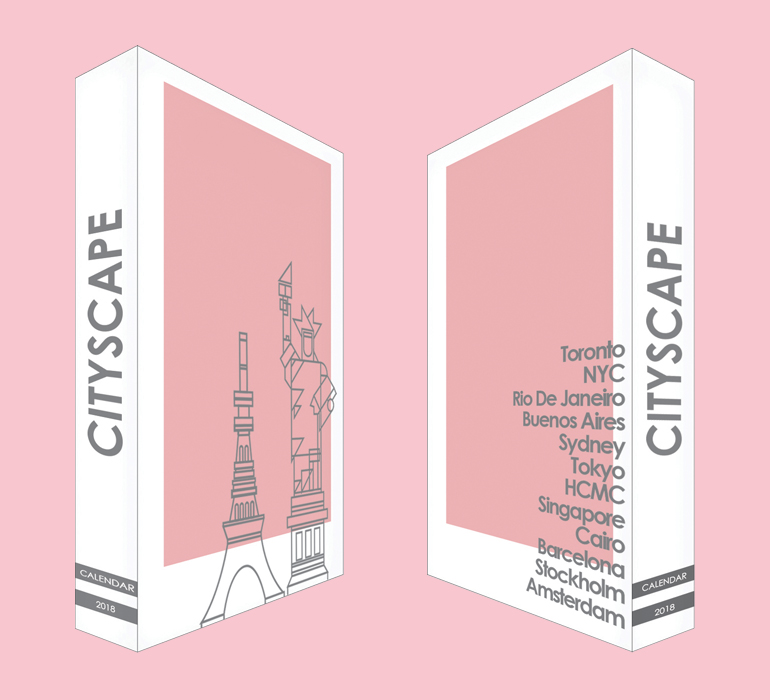 CITYSCAPE
CALENDAR
2018
Toronto
NYC
Rio De Janeiro
Buenos Aires
Sydney
Tokyo
HCMC
Singapore
Cairo
Barcelona
Stockholm
Amsterdam
CITYSCAPE
CALENDAR
2018